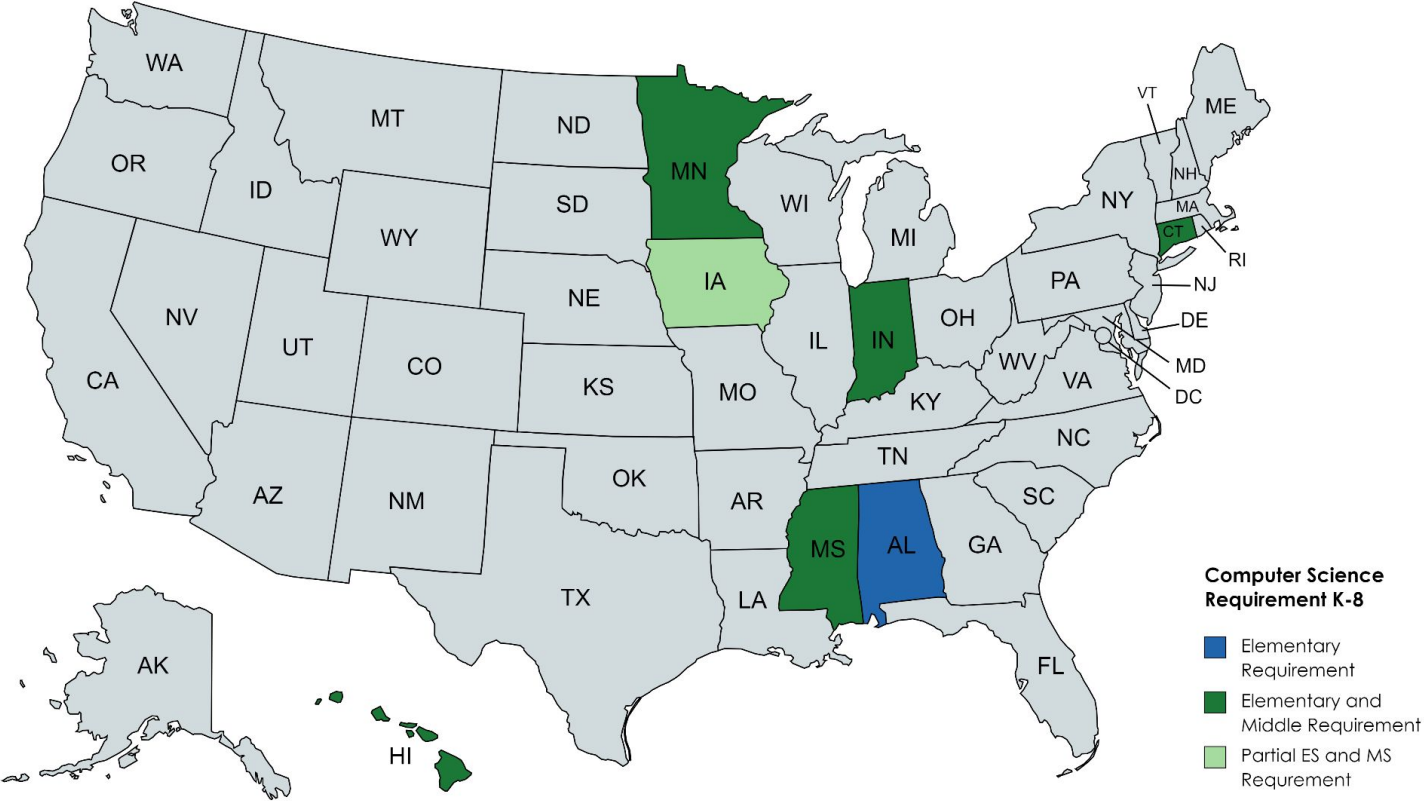 WA
MT
ND
MN
VT
ME
OR
ID
SD
WI
NH
NY
MA
WY
MI
CT
RI
IA
PA
NJ
NE
NV
OH
DE
IL
IN
UT
CO
WV
MD
CA
KS
MO
VA
DC
KY
NC
TN
OK
AZ
NM
AR
SC
MS
AL
GA
TX
LA
AK
FL
HI
Computer Science
Requirement K-8
Elementary
Requirement
Elementary and
Middle Requirement
Partial ES and MS
Requrement